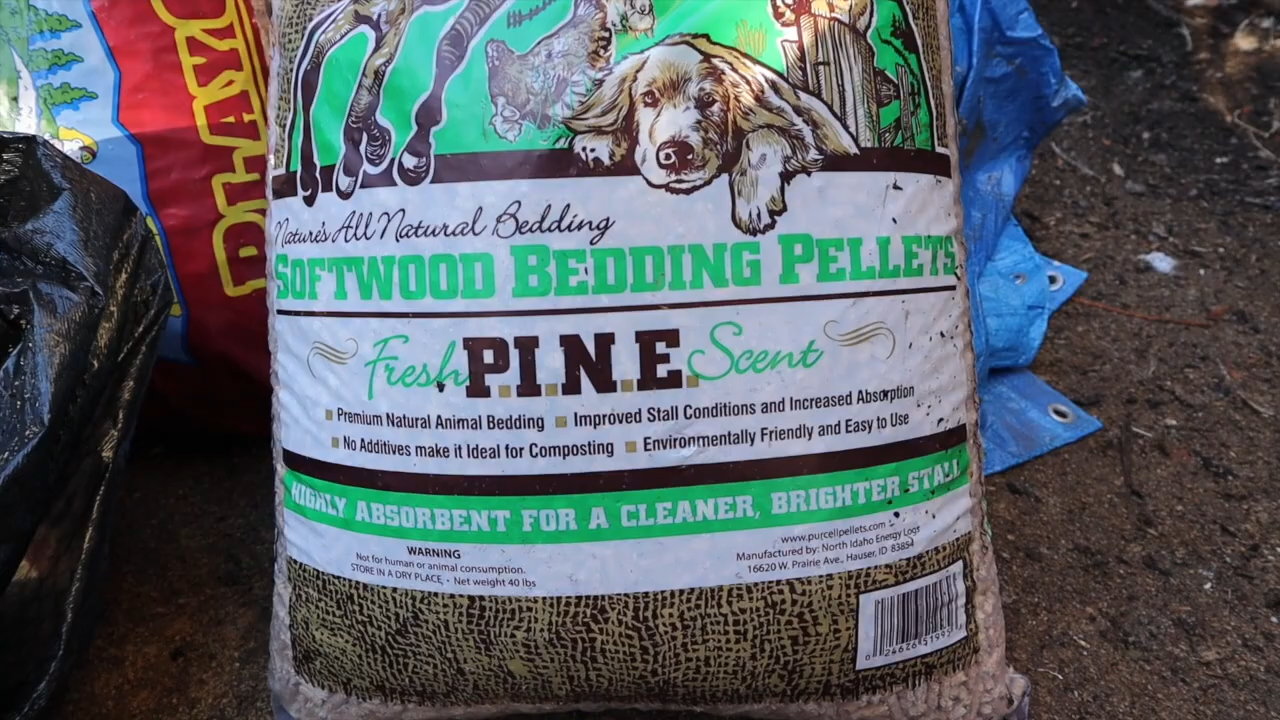 Nature's All Natural Bedding
SOFTWOOD BEDDING PELLETS
Fresh P.I.N.E. Scent
Premium Natural Animal Bedding Improved Stall Conditions and Increased Absorption
No Additives make it Ideal for Composting Environmentally Friendly and Easy to Use
HIGHLY ABSORBENT FOR A CLEANER, BRIGHTER STALL
WARNING
Not for human or animal consumption.
STORE IN A DRY PLACE • Net weight 40 lbs
www.purcellpellets.com
Manufactured by: North Idaho Energy Logs
16620 W. Prairie Ave., Hauser, ID 83854